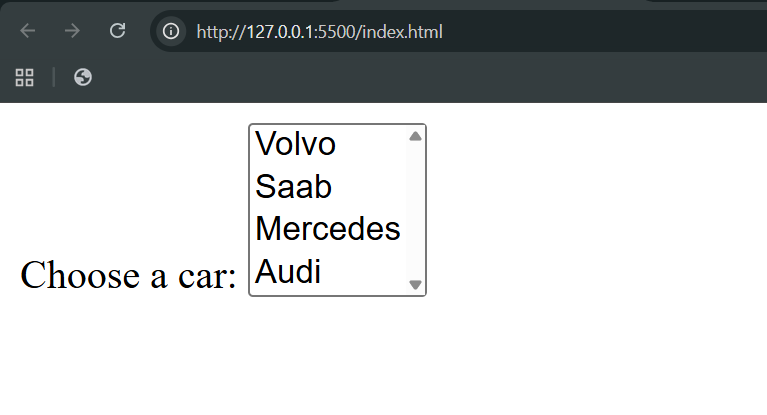 http://127.0.0.1:5500/index.html
Volvo
Saab
Mercedes
Choose a car: Audi